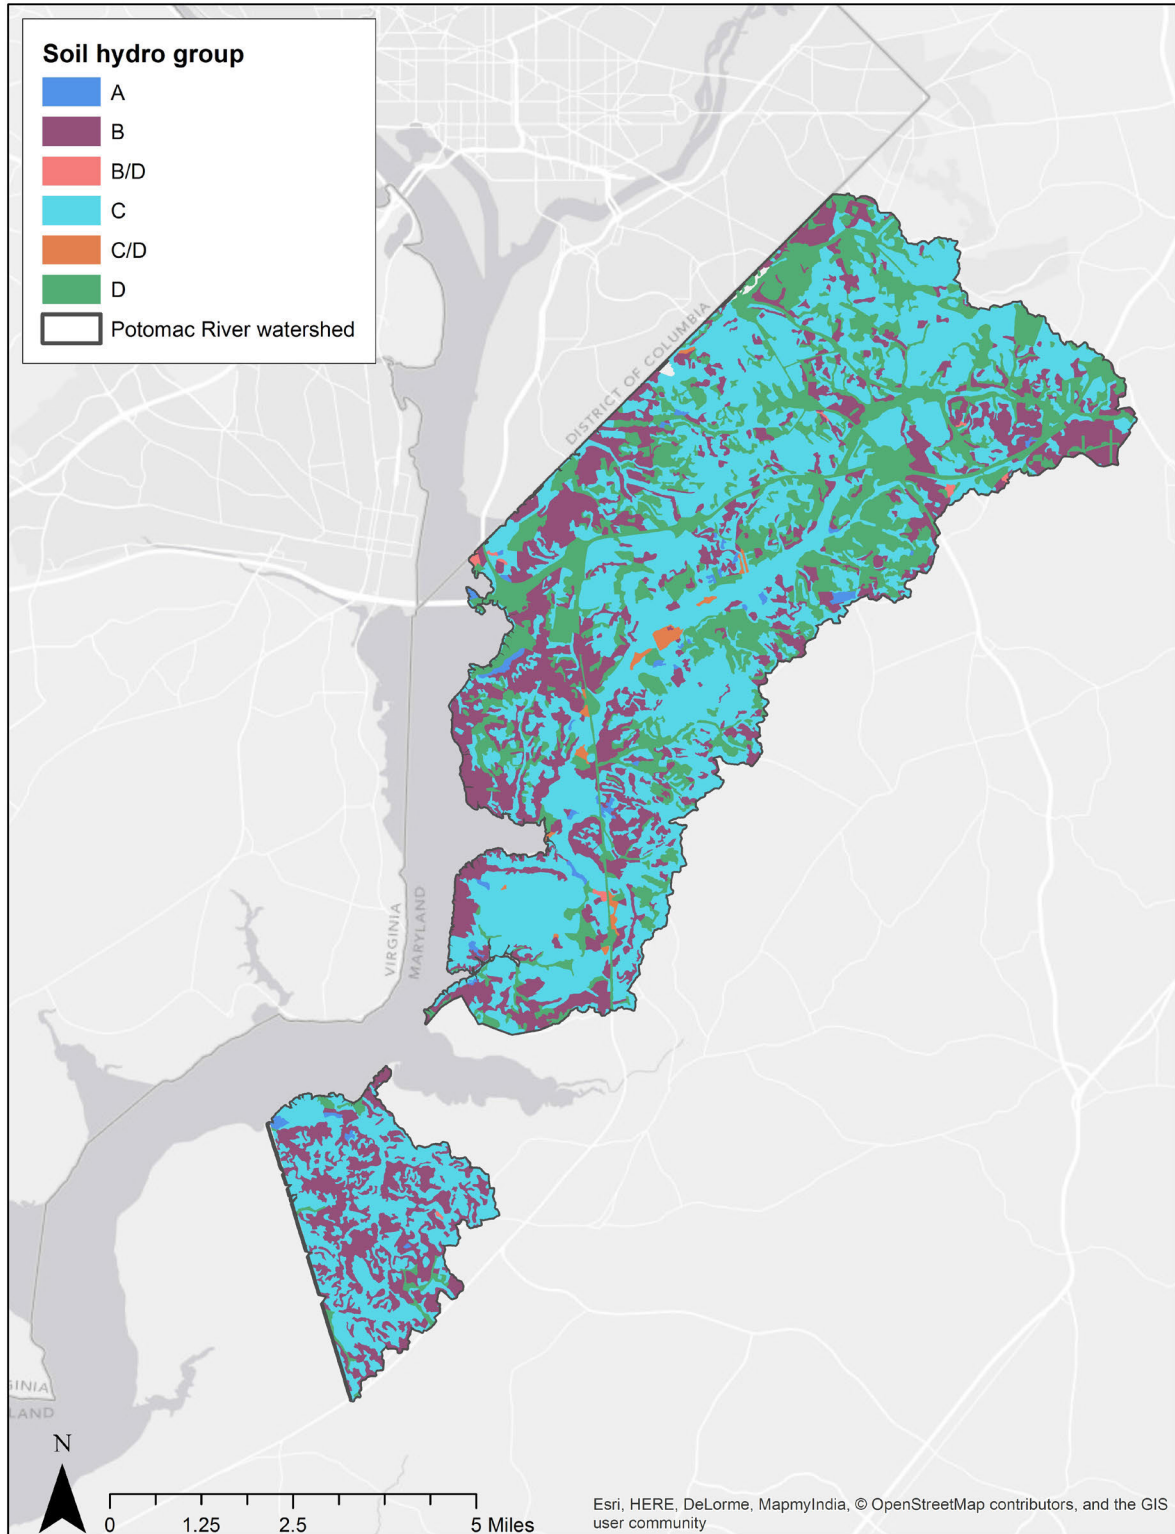 Soil hydro group
A
B
B/D
C
C/D
D
Potomac River watershed
DISTRICT OF COLUMBIA
VIRGINIA
MARYLAND
GINIA
LAND
N
0 1.25 2.5 5 Miles
Esri, HERE, DeLorme, MapmyIndia, © OpenStreetMap contributors, and the GIS
user community